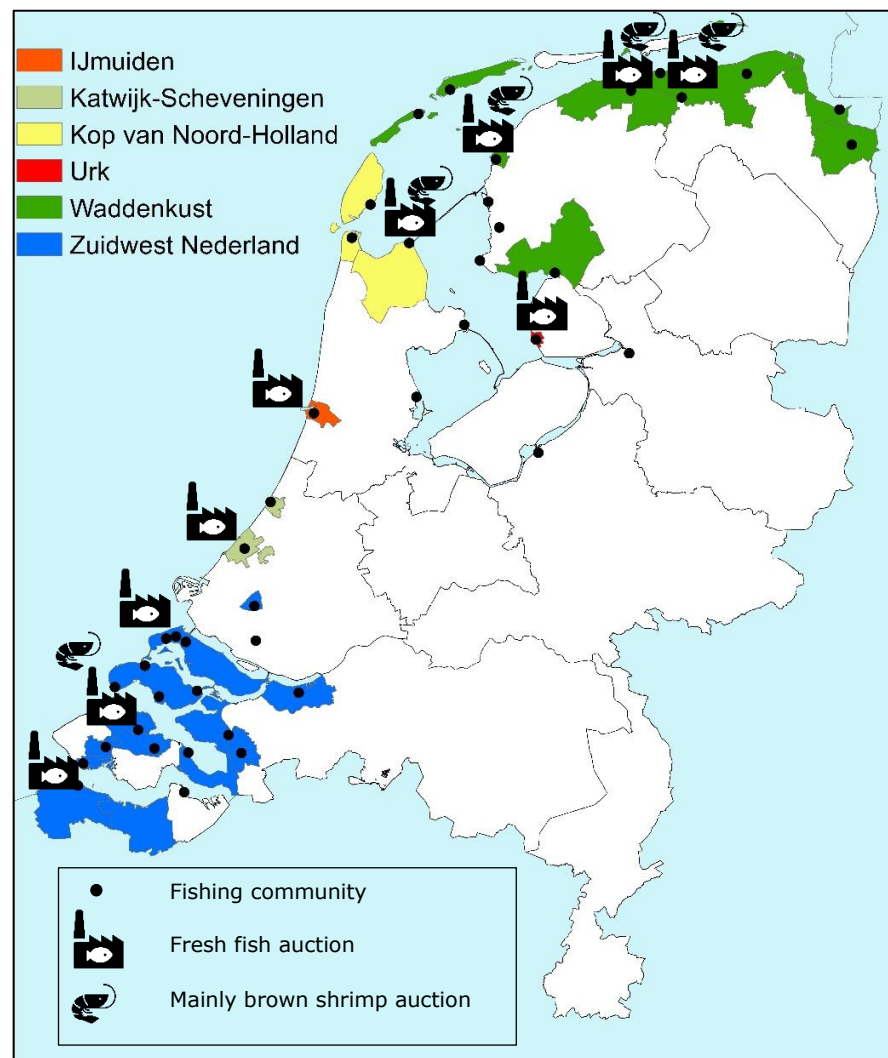 IJmuiden
Katwijk-Scheveningen
Kop van Noord-Holland
Urk
Waddenkust
Zuidwest Nederland
Fishing community
Fresh fish auction
Mainly brown shrimp auction